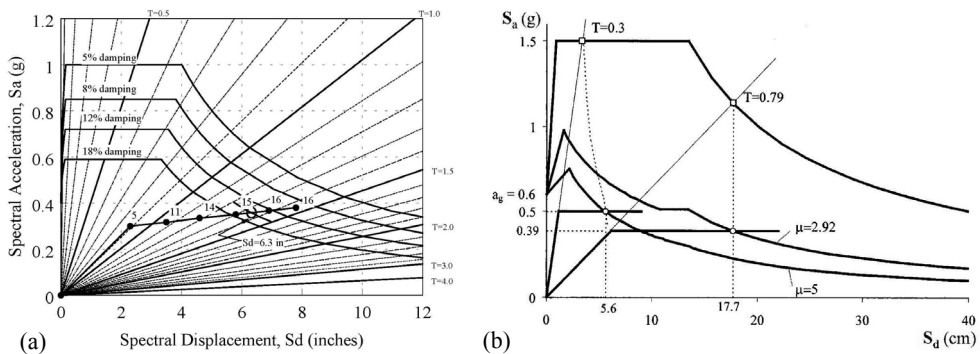 T=0.5
T=1.0
1.2
1
0.8
0.6
0.4
0.2
0
Spectral Acceleration, Sa (g)
5% damping
8% damping
12% damping
18% damping
5
11
14
15
16
16
Sd=6.3 in
T=1.5
T=2.0
T=3.0
T=4.0
0 2 4 6 8 10 12
(a) Spectral Displacement, Sd (inches)
Sa (g)
T=0.3
1.5
T=0.79
1
ag = 0.6
0.5
0.39
0
μ=2.92
μ=5
0 5.6 10 17.7 30 40
(b) Sd (cm)